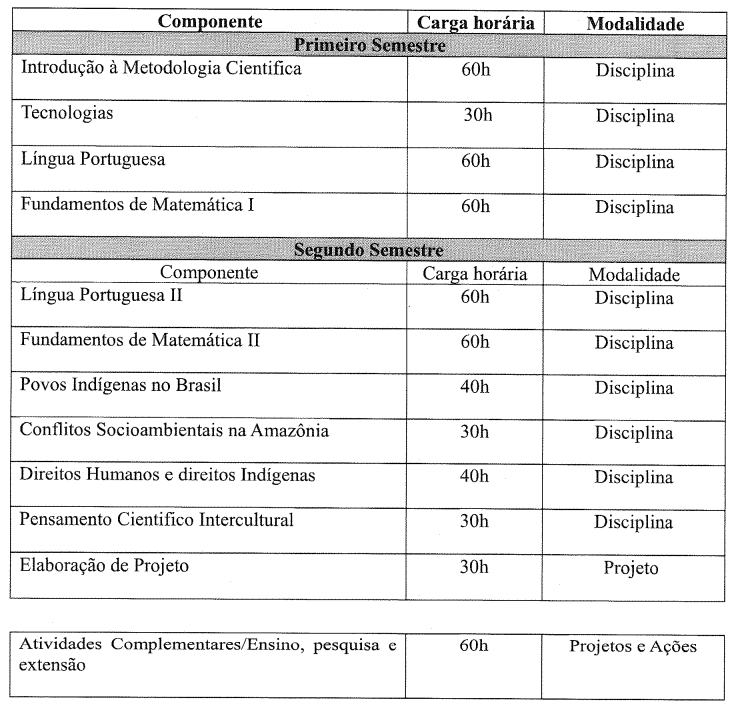 Componente Carga horária Modalidade
Primeiro Semestre
Introdução à Metodologia Cientifica 60h Disciplina
Tecnologias 30h Disciplina
Língua Portuguesa 60h Disciplina
Fundamentos de Matemática I 60h Disciplina
Segundo Semestre
Componente Carga horária Modalidade
Língua Portuguesa II 60h Disciplina
Fundamentos de Matemática II 60h Disciplina
Povos Indígenas no Brasil 40h Disciplina
Conflitos Socioambientais na Amazônia 30h Disciplina
Direitos Humanos e direitos Indígenas 40h Disciplina
Pensamento Cientifico Intercultural 30h Disciplina
Elaboração de Projeto 30h Projeto
Atividades Complementares/Ensino, pesquisa e 60h Projetos e Ações
extensão